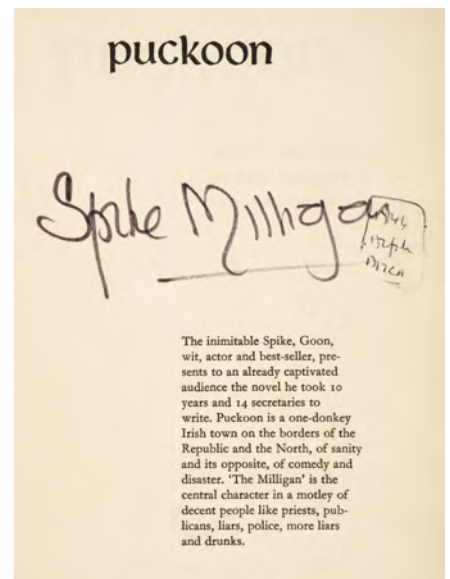 puckoon
Spike Milligan
The inimitable Spike, Goon,
wit, actor and best-seller, pre-
sents to an already captivated
audience the novel he took 10
years and 14 secretaries to
write. Puckoon is a one-donkey
Irish town on the borders of the
Republic and the North, of sanity
and its opposite, of comedy and
disaster. ‘The Milligan’ is the
central character in a motley of
decent people like priests, pub-
licans, liars, police, more liars
and drunks.